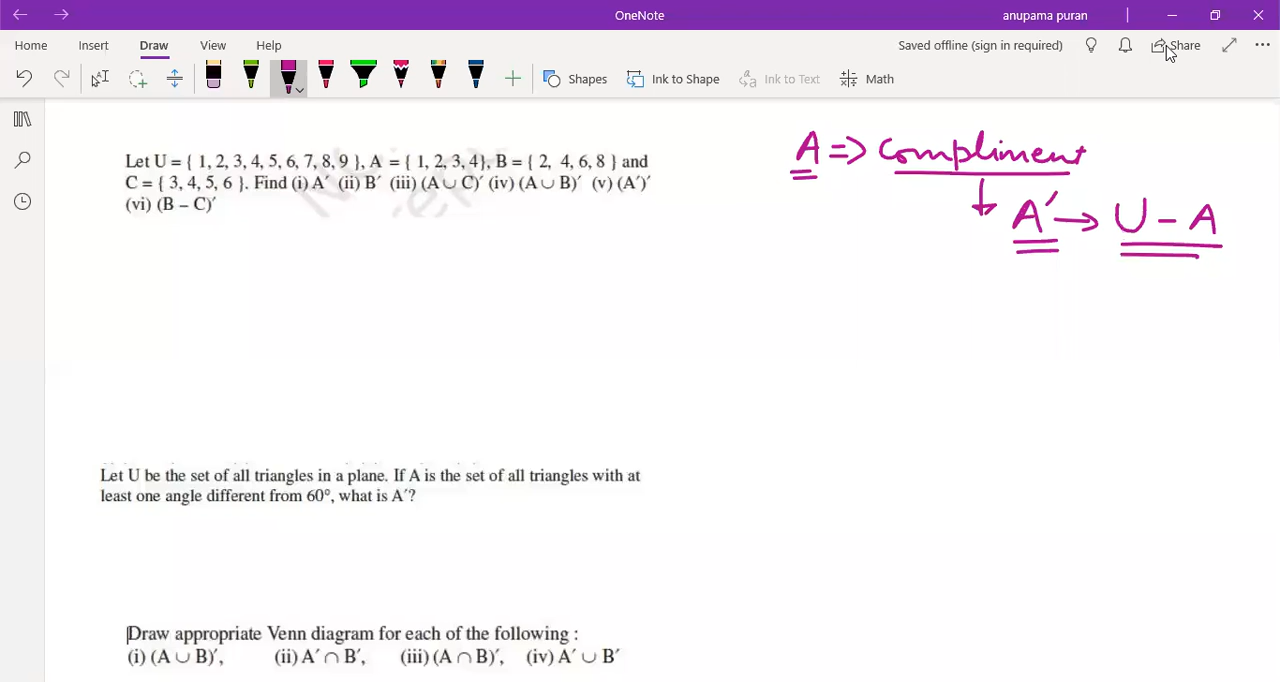 OneNote
anupama puran
Home Insert Draw View Help
Saved offline (sign in required) Share
Shapes Ink to Shape Ink to Text Math
Let U = { 1, 2, 3, 4, 5, 6, 7, 8, 9 }, A = { 1, 2, 3, 4}, B = { 2, 4, 6, 8 } and
C = { 3, 4, 5, 6 }. Find (i) A′ (ii) B′ (iii) (A ∪ C)′ (iv) (A ∪ B)′ (v) (A′)′
(vi) (B – C)′
A => Compliment
↓ A′ → U – A
Let U be the set of all triangles in a plane. If A is the set of all triangles with at
least one angle different from 60°, what is A′?
Draw appropriate Venn diagram for each of the following :
(i) (A ∪ B)′, (ii) A′ ∩ B′, (iii) (A ∩ B)′, (iv) A′ ∪ B′